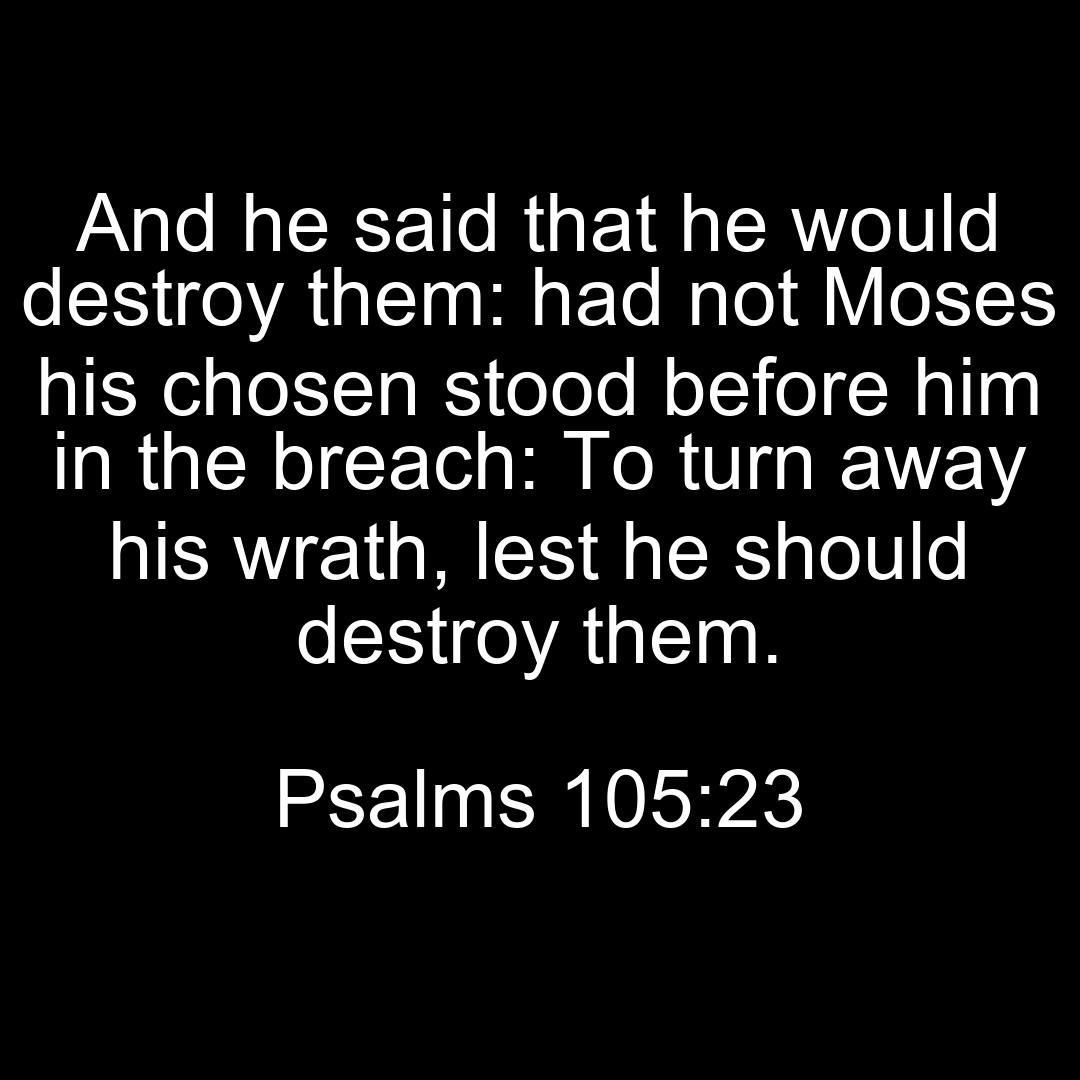 And he said that he would
destroy them: had not Moses
his chosen stood before him
in the breach: To turn away
his wrath, lest he should
destroy them.
Psalms 105:23